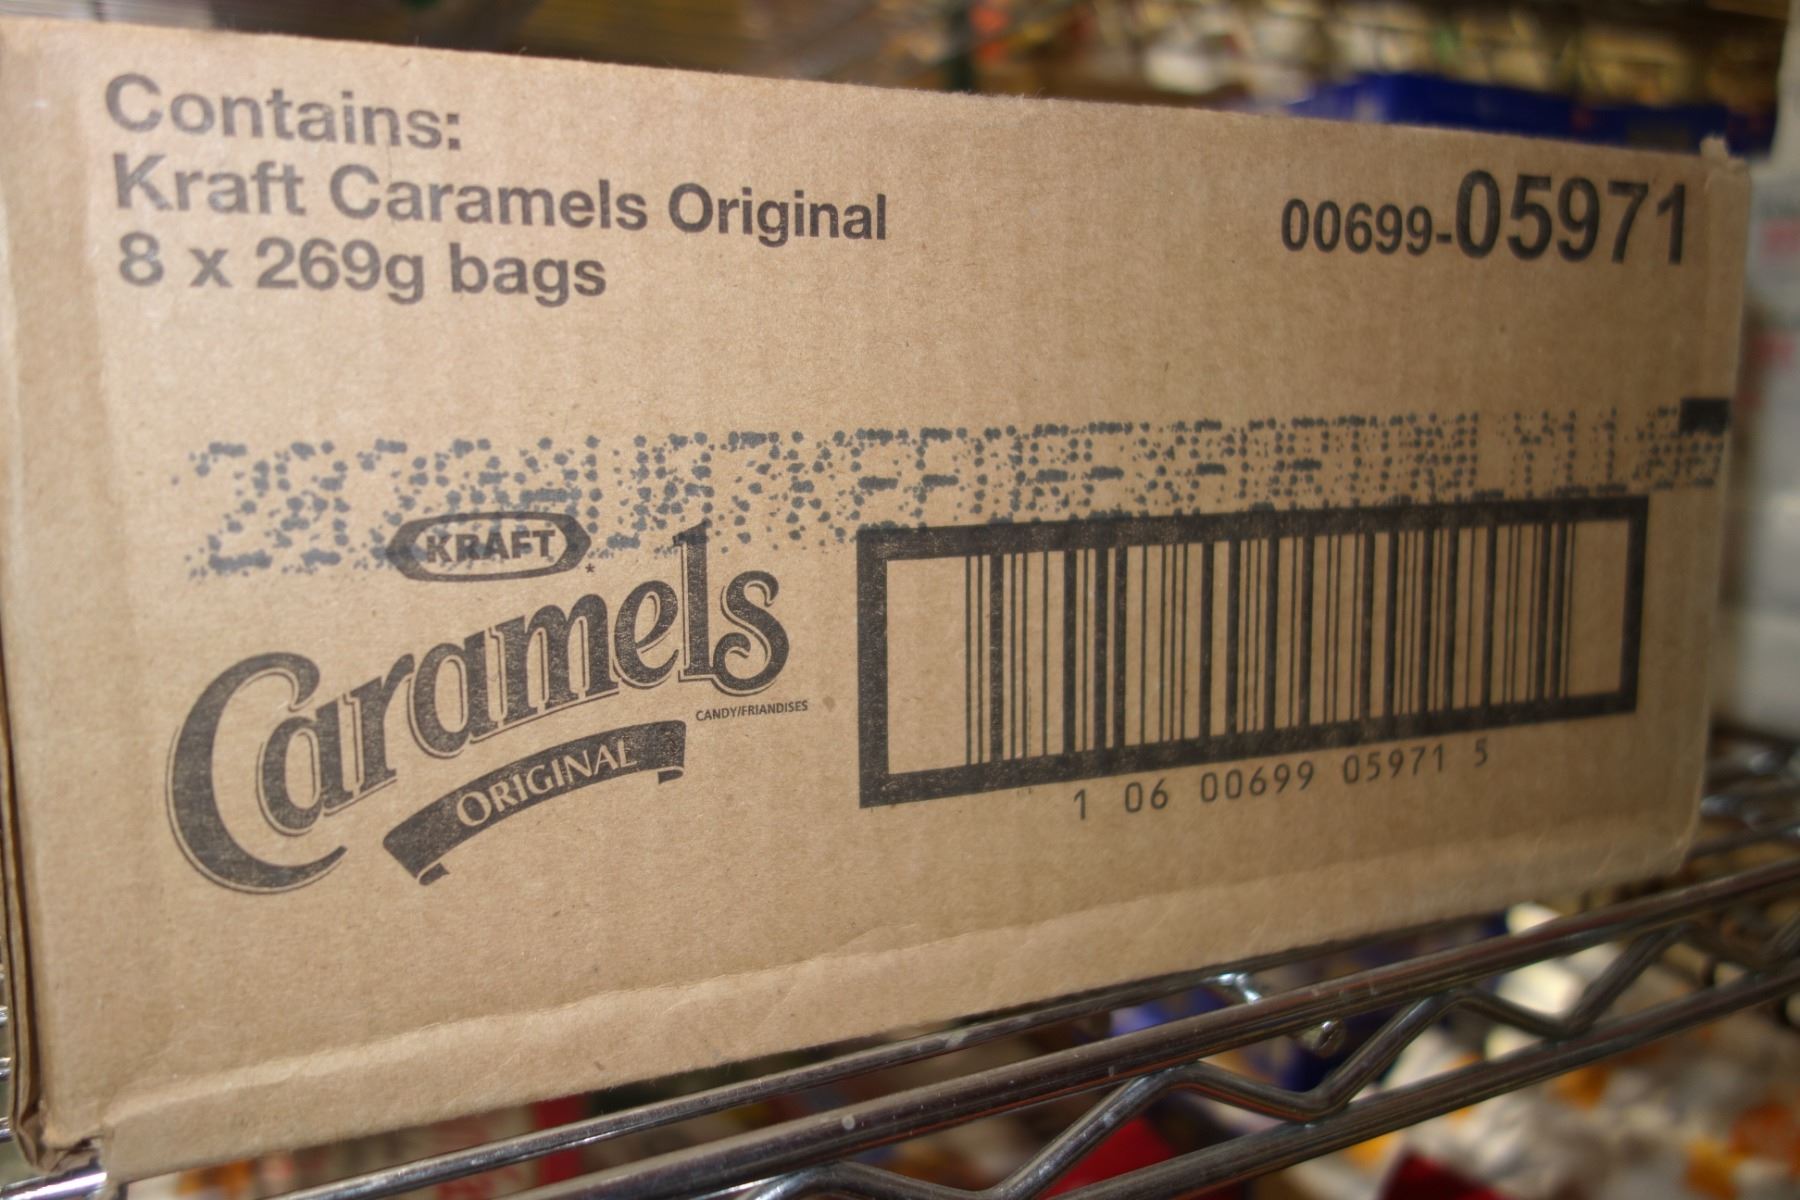 Contains:
Kraft Caramels Original
8 x 269g bags
00699-05971
KRAFT
Caramels
CANDY/FRIANDISES
ORIGINAL
1 06 00699 05971 5